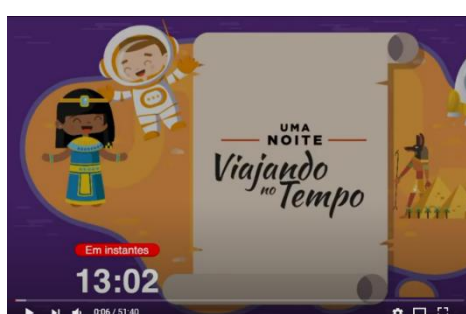 UMA
NOITE
Viajando
no Tempo
Em instantes
13:02
0:06 / 51:40